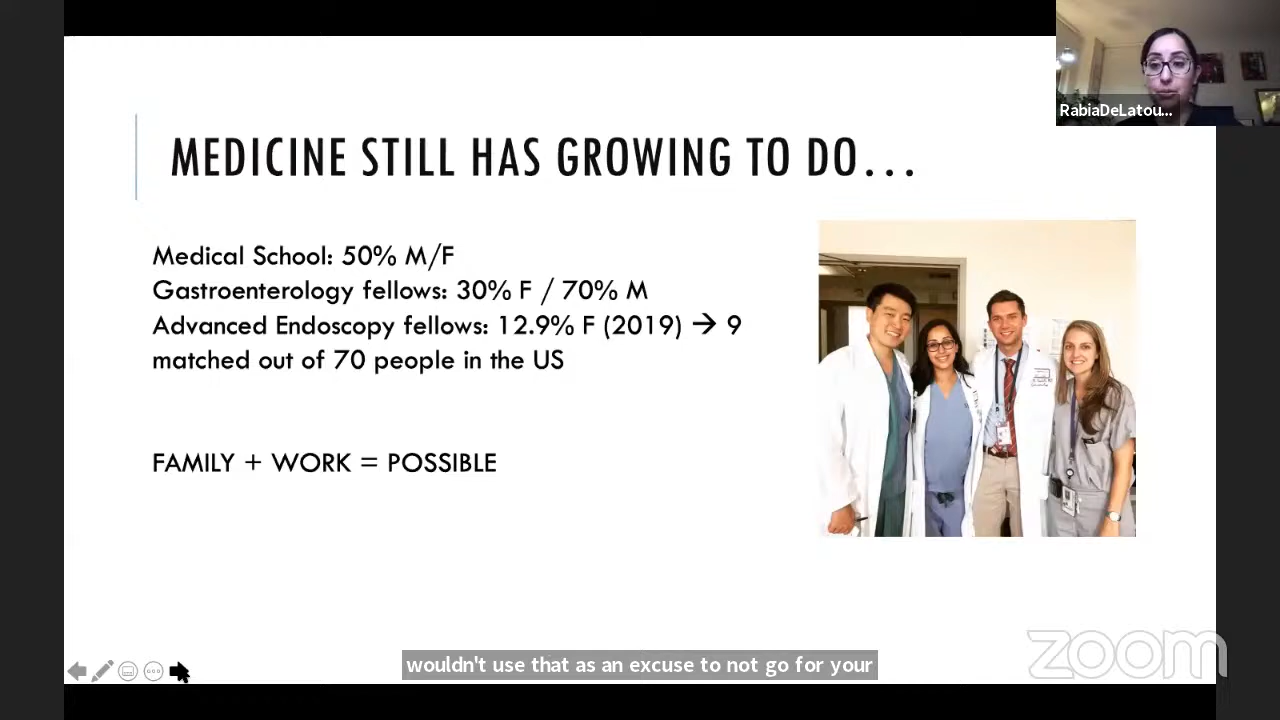 RabiaDeLatou...
MEDICINE STILL HAS GROWING TO DO...
Medical School: 50% M/F
Gastroenterology fellows: 30% F / 70% M
Advanced Endoscopy fellows: 12.9% F (2019) → 9
matched out of 70 people in the US
FAMILY + WORK = POSSIBLE
wouldn't use that as an excuse to not go for your
zoom